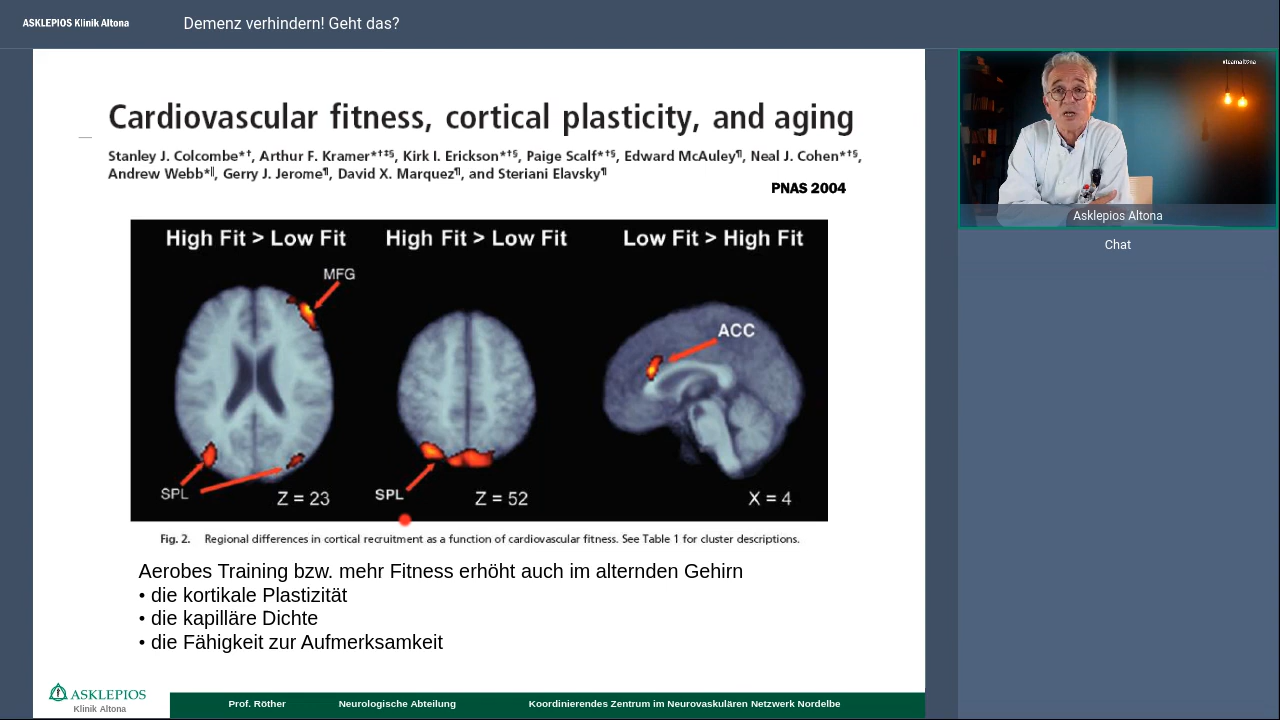 ASKLEPIOS Klinik Altona
Demenz verhindern! Geht das?
Cardiovascular fitness, cortical plasticity, and aging
Stanley J. Colcombe*†, Arthur F. Kramer*†‡§, Kirk I. Erickson*†§, Paige Scalf*†§, Edward McAuley¶, Neal J. Cohen*†§,
Andrew Webb*‖, Gerry J. Jerome¶, David X. Marquez¶, and Steriani Elavsky¶
PNAS 2004
High Fit > Low Fit
High Fit > Low Fit
Low Fit > High Fit
MFG
ACC
SPL
Z = 23
SPL
Z = 52
X = 4
Fig. 2. Regional differences in cortical recruitment as a function of cardiovascular fitness. See Table 1 for cluster descriptions.
Aerobes Training bzw. mehr Fitness erhöht auch im alternden Gehirn
• die kortikale Plastizität
• die kapilläre Dichte
• die Fähigkeit zur Aufmerksamkeit
ASKLEPIOS
Klinik Altona
Prof. Röther
Neurologische Abteilung
Koordinierendes Zentrum im Neurovaskulären Netzwerk Nordelbe
Asklepios Altona
Chat